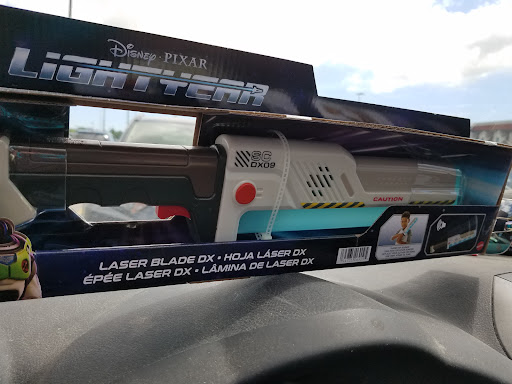 Disney · PIXAR
LIGHTYEAR
SC
DX09
CAUTION
LASER BLADE DX • HOJA LÁSER DX
ÉPÉE LASER DX • LÂMINA DE LASER DX